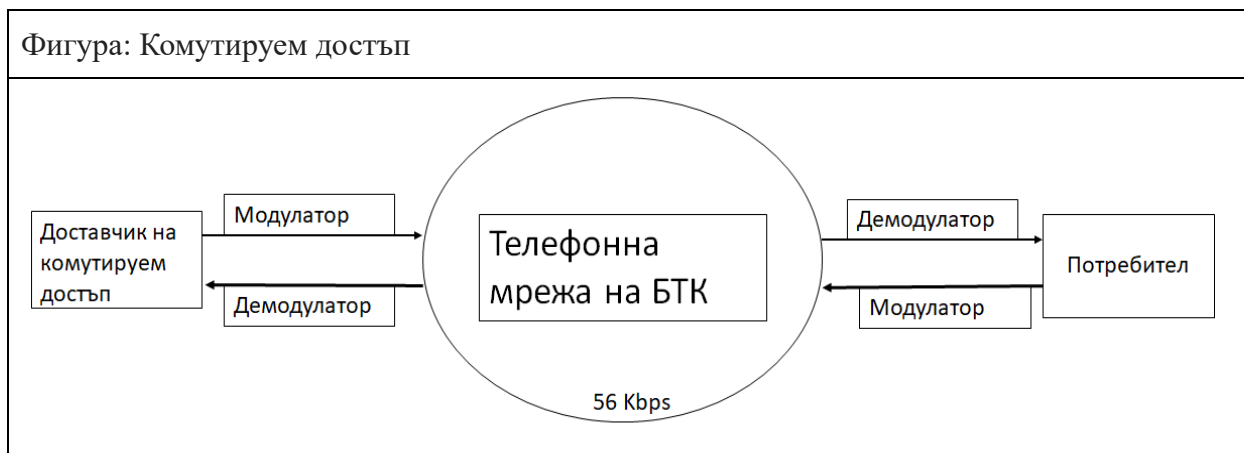 Фигура: Комутируем достъп
Модулатор
Доставчик на
комутируем
достъп
Демодулатор
Телефонна
мрежа на БТК
56 Kbps
Демодулатор
Потребител
Модулатор